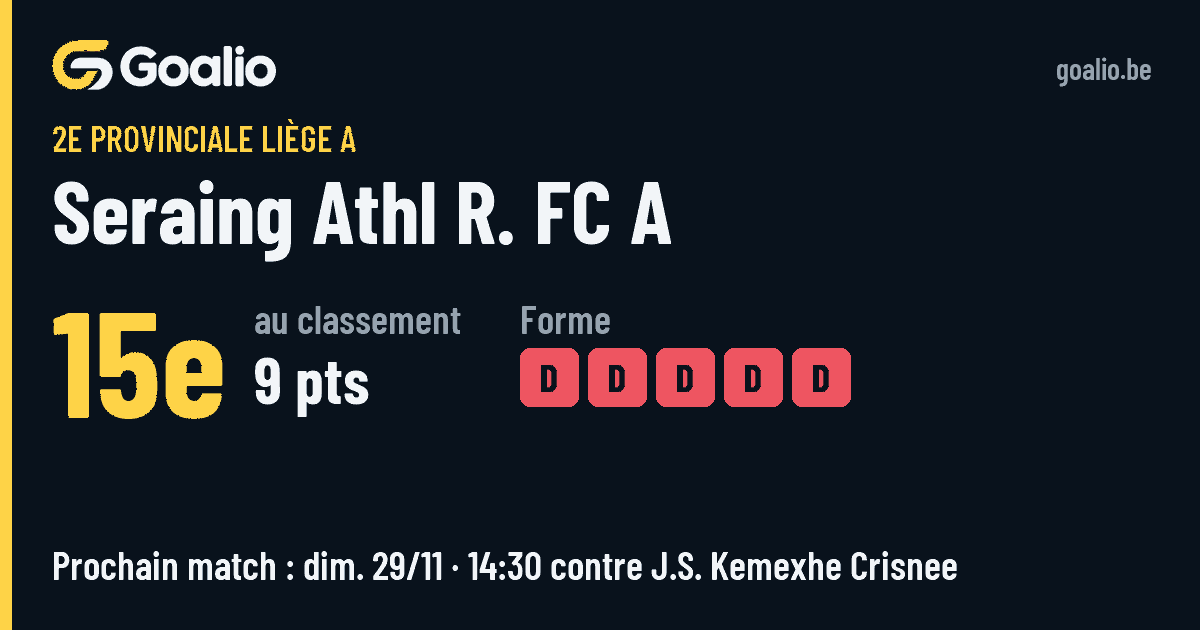 Goalio
goalio.be
2E PROVINCIALE LIÈGE A
Seraing Athl R. FC A
15e
au classement
9 pts
Forme
D D D D D
Prochain match : dim. 29/11 · 14:30 contre J.S. Kemexhe Crisnee